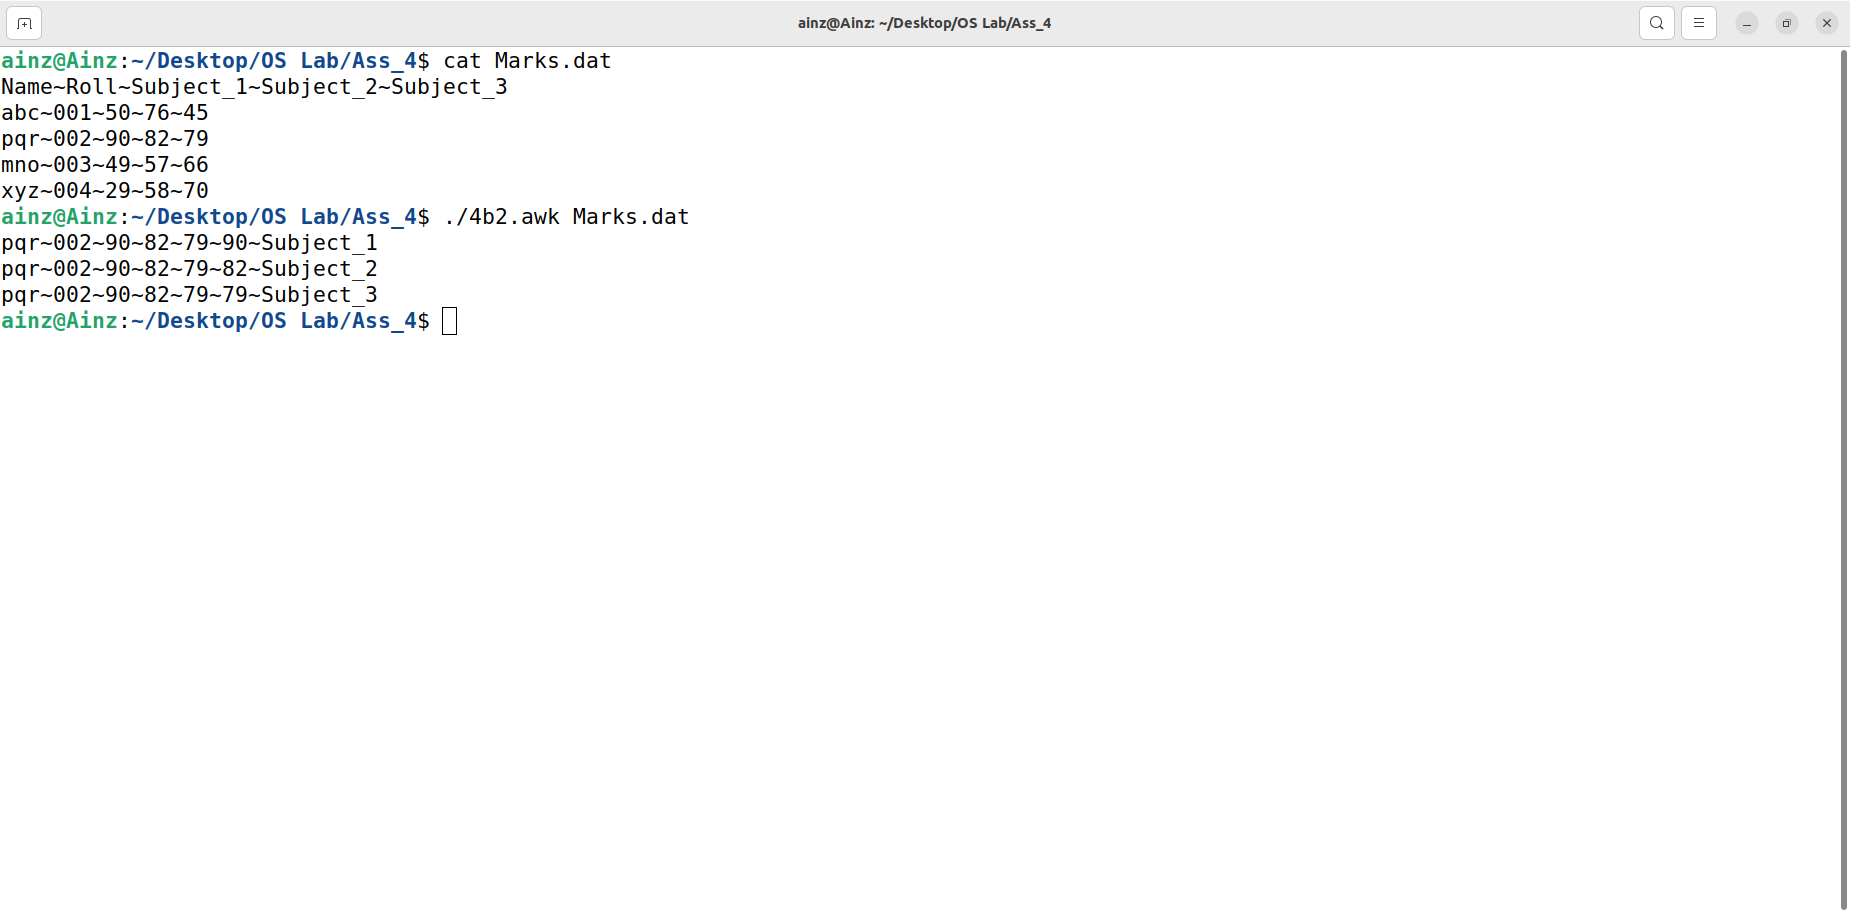 ainz@Ainz: ~/Desktop/OS Lab/Ass_4
ainz@Ainz:~/Desktop/OS Lab/Ass_4$ cat Marks.dat
Name~Roll~Subject_1~Subject_2~Subject_3
abc~001~50~76~45
pqr~002~90~82~79
mno~003~49~57~66
xyz~004~29~58~70
ainz@Ainz:~/Desktop/OS Lab/Ass_4$ ./4b2.awk Marks.dat
pqr~002~90~82~79~90~Subject_1
pqr~002~90~82~79~82~Subject_2
pqr~002~90~82~79~79~Subject_3
ainz@Ainz:~/Desktop/OS Lab/Ass_4$